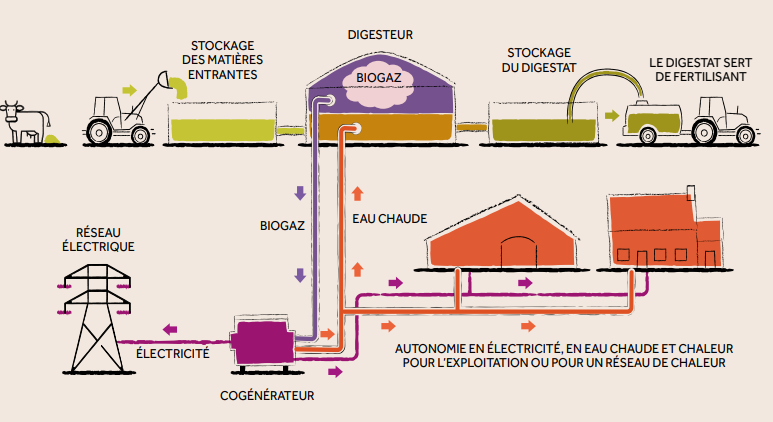 DIGESTEUR
STOCKAGE
DES MATIÈRES
ENTRANTES
BIOGAZ
STOCKAGE
DU DIGESTAT
LE DIGESTAT SERT
DE FERTILISANT
BIOGAZ
EAU CHAUDE
RÉSEAU
ÉLECTRIQUE
ÉLECTRICITÉ
COGÉNÉRATEUR
AUTONOMIE EN ÉLECTRICITÉ, EN EAU CHAUDE ET CHALEUR
POUR L'EXPLOITATION OU POUR UN RÉSEAU DE CHALEUR